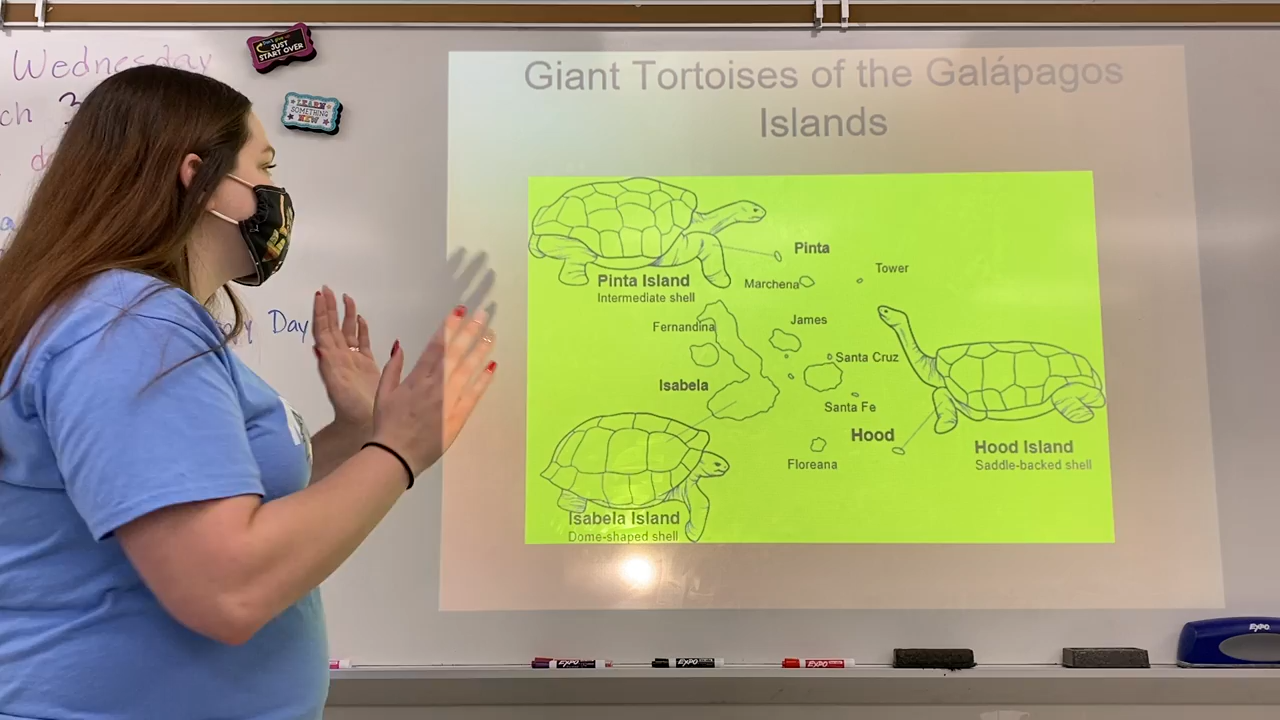 Wednesday
JUST
START OVER
LEARN
SOMETHING
NEW
Day
Giant Tortoises of the Galápagos
Islands
Pinta
Tower
Pinta Island
Intermediate shell
Marchena
Fernandina
James
Santa Cruz
Isabela
Santa Fe
Hood
Floreana
Hood Island
Saddle-backed shell
Isabela Island
Dome-shaped shell
EXPO
EXPO
EXPO
EXPO